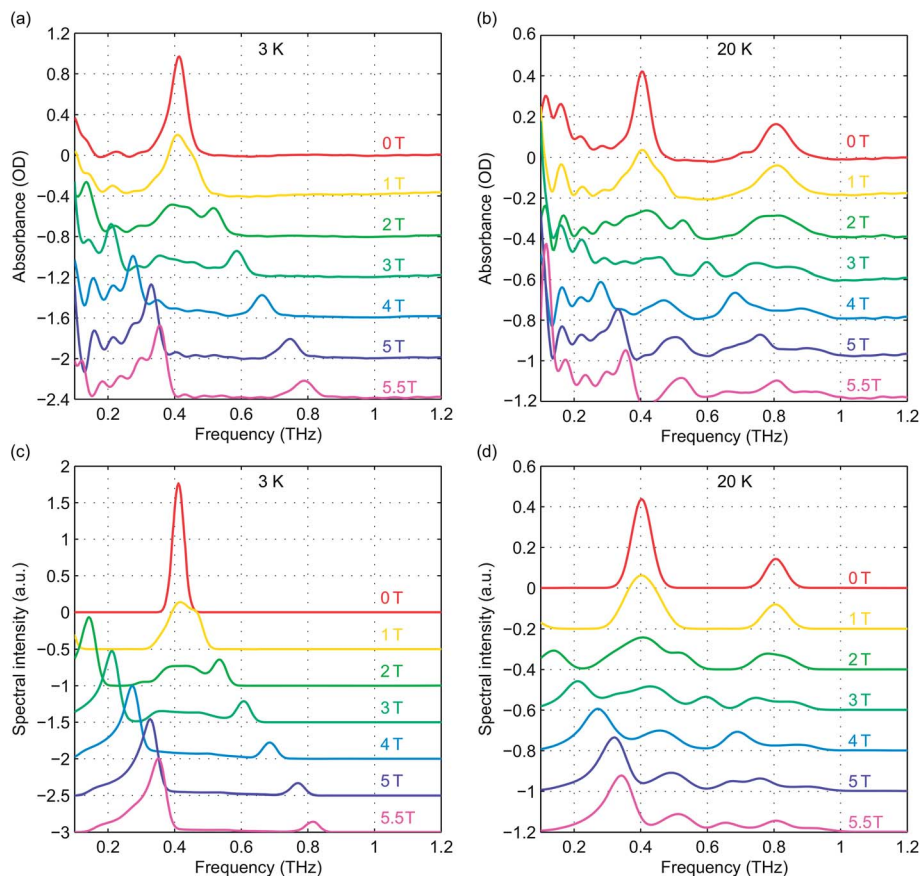 (a)
3 K
1.2
0.8
0.4
0
−0.4
−0.8
−1.2
−1.6
−2
−2.4
Absorbance (OD)
0 T
1 T
2 T
3 T
4 T
5 T
5.5T
0.2 0.4 0.6 0.8 1 1.2
Frequency (THz)
(b)
20 K
0.6
0.4
0.2
0
−0.2
−0.4
−0.6
−0.8
−1
−1.2
Absorbance (OD)
0 T
1 T
2 T
3 T
4 T
5 T
5.5T
0.2 0.4 0.6 0.8 1 1.2
Frequency (THz)
(c)
3 K
2
1.5
1
0.5
0
−0.5
−1
−1.5
−2
−2.5
−3
Spectral intensity (a.u.)
0 T
1 T
2 T
3 T
4 T
5 T
5.5T
0.2 0.4 0.6 0.8 1 1.2
Frequency (THz)
(d)
20 K
0.6
0.4
0.2
0
−0.2
−0.4
−0.6
−0.8
−1
−1.2
Spectral intensity (a.u.)
0 T
1 T
2 T
3 T
4 T
5 T
5.5T
0.2 0.4 0.6 0.8 1 1.2
Frequency (THz)